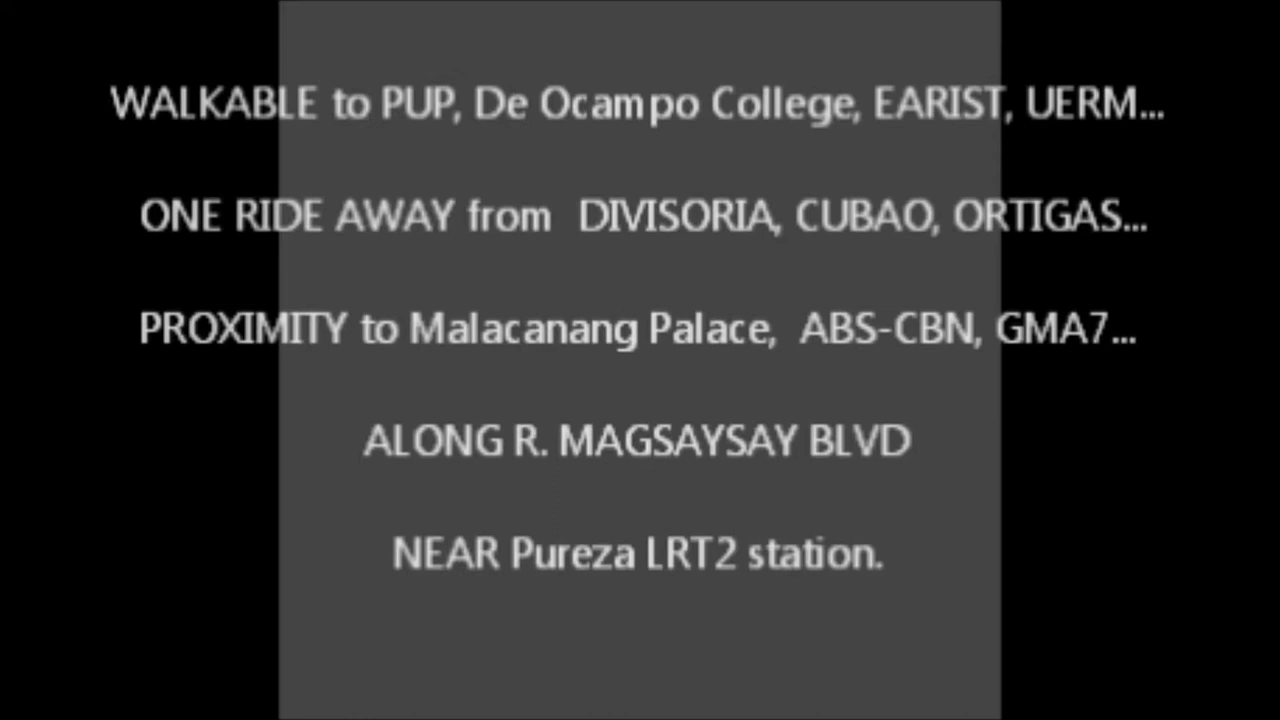 WALKABLE to PUP, De Ocampo College, EARIST, UERM...
ONE RIDE AWAY from  DIVISORIA, CUBAO, ORTIGAS...
PROXIMITY to Malacanang Palace,  ABS-CBN, GMA7...
ALONG R. MAGSAYSAY BLVD
NEAR Pureza LRT2 station.